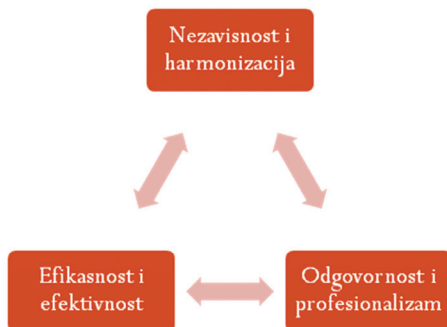 Nezavisnost i
harmonizacija
Efikasnost i
efektivnost
Odgovornost i
profesionalizam